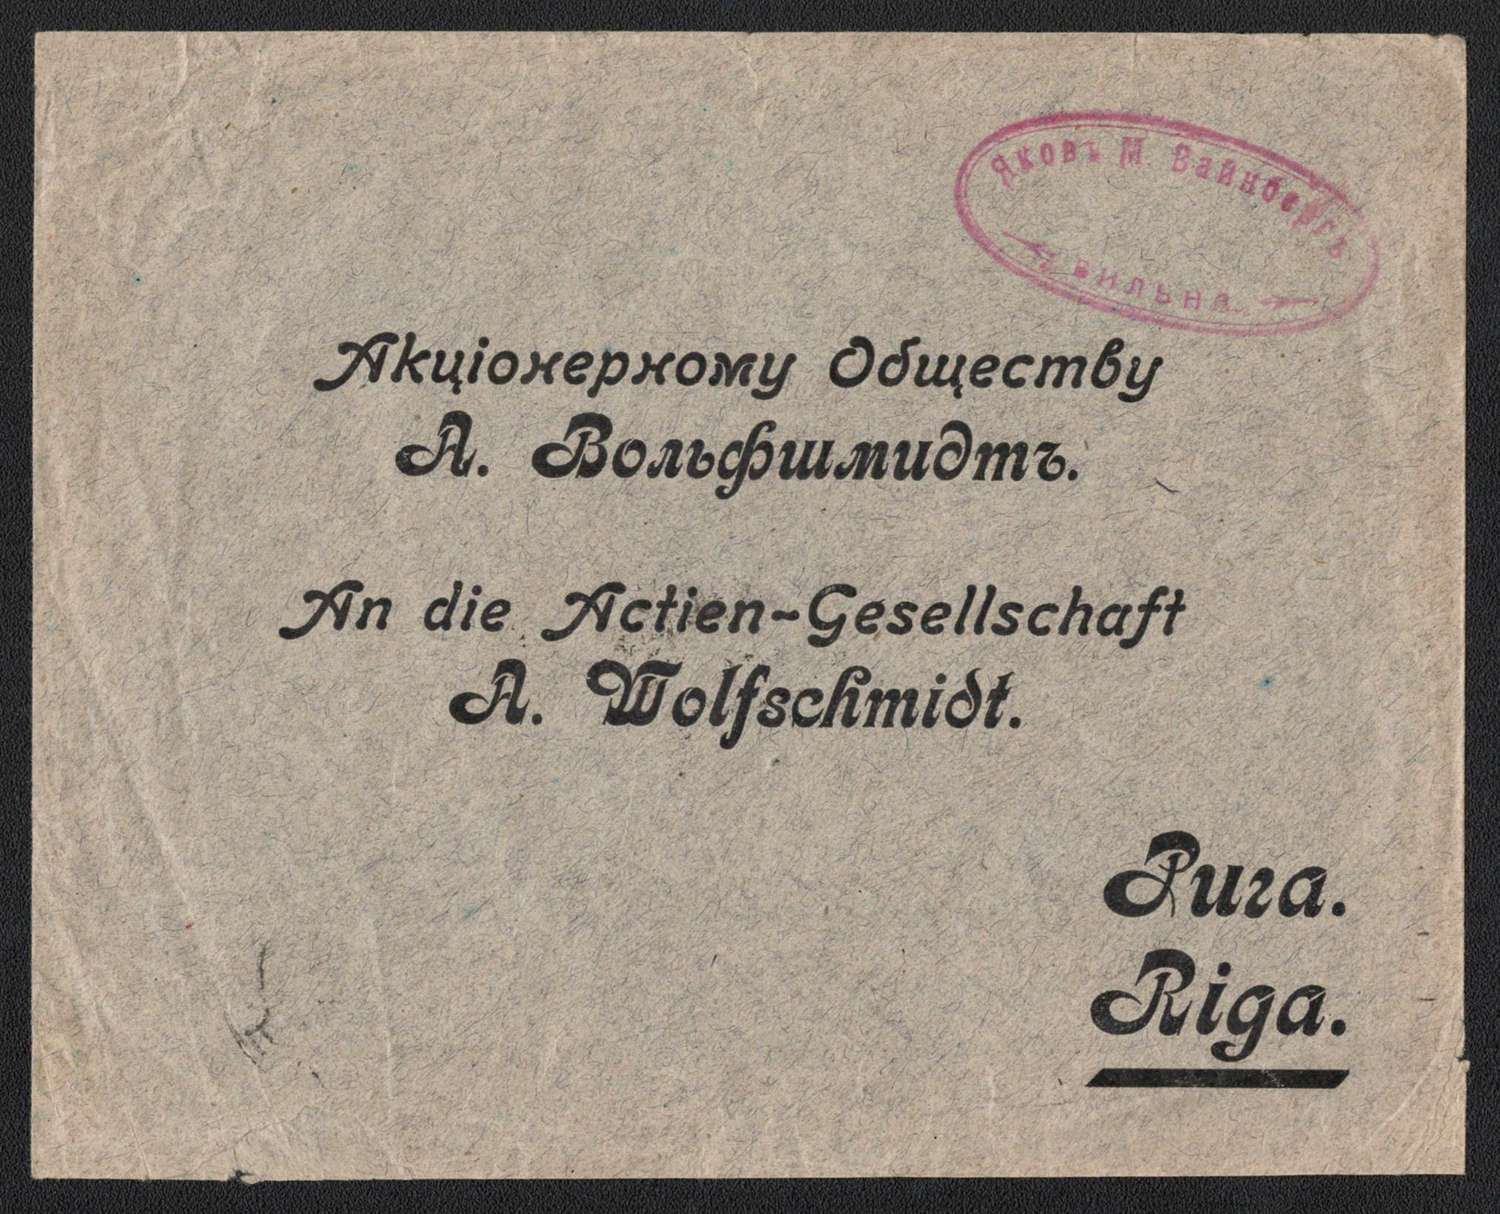 Яковъ М. Вайнбергъ
Вильна
Акціонерному Обществу
А. Вольфшмидтъ.
An die Actien-Gesellschaft
A. Wolfschmidt.
Рига.
Riga.